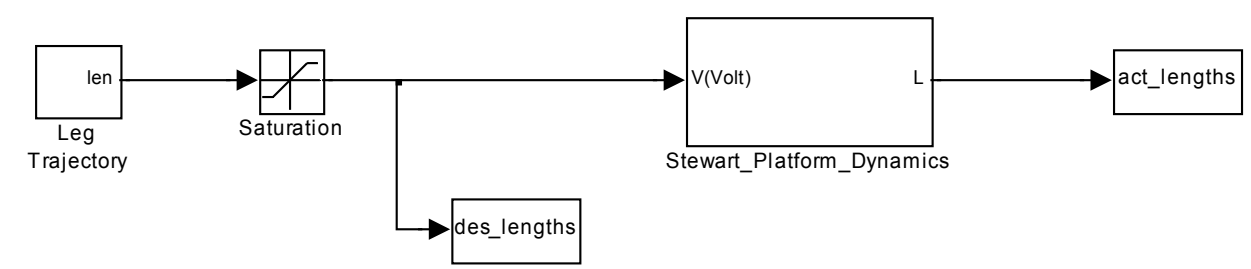 len
Leg
Trajectory
Saturation
V(Volt)
L
Stewart_Platform_Dynamics
act_lengths
des_lengths